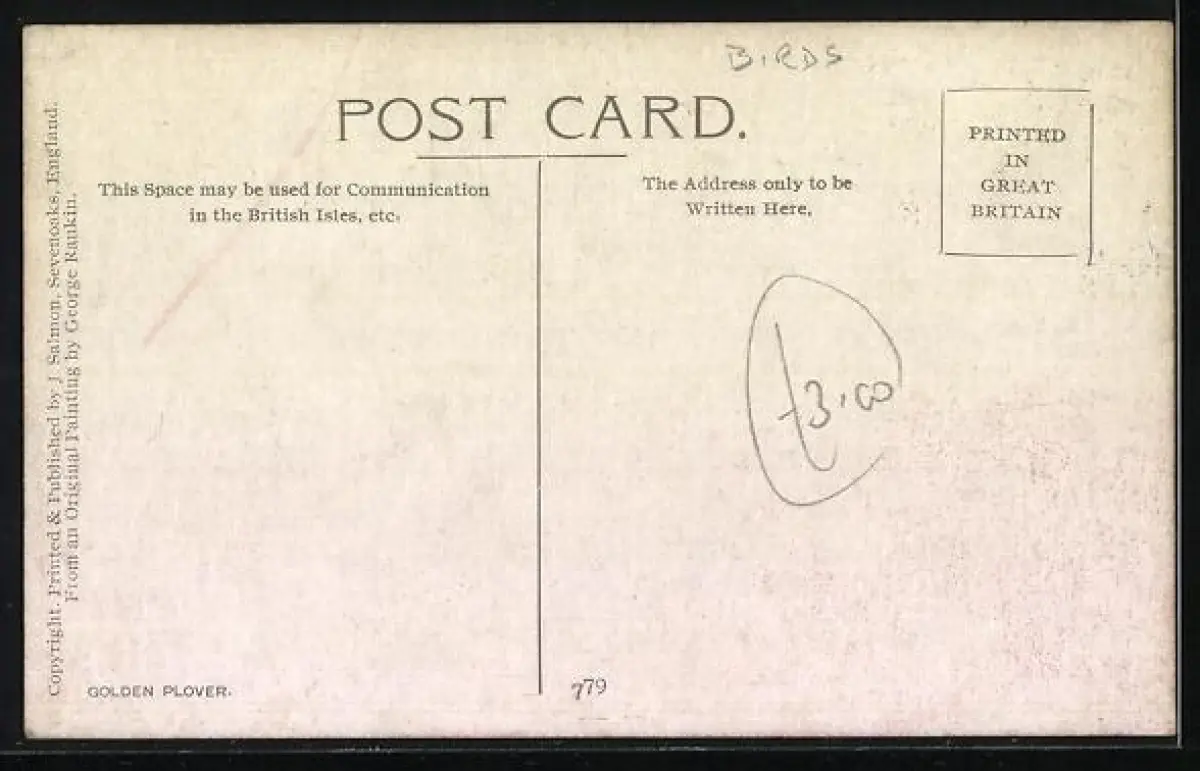 BIRDS
POST CARD.
This Space may be used for Communication
in the British Isles, etc.
The Address only to be
Written Here.
PRINTED
IN
GREAT
BRITAIN
£3.00
Copyright. Printed & Published by J. Salmon, Sevenoaks, England.
From an Original Painting by George Rankin.
GOLDEN PLOVER.
779